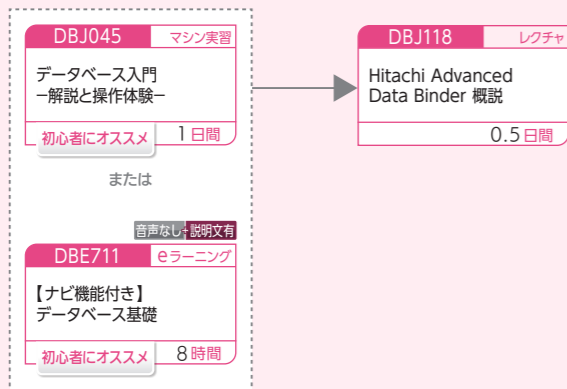 DBJ045 マシン実習
データベース入門
−解説と操作体験−
初心者にオススメ 1日間
または
音声なし+説明文有
DBE711 eラーニング
【ナビ機能付き】
データベース基礎
初心者にオススメ 8時間
DBJ118 レクチャ
Hitachi Advanced
Data Binder 概説
0.5日間